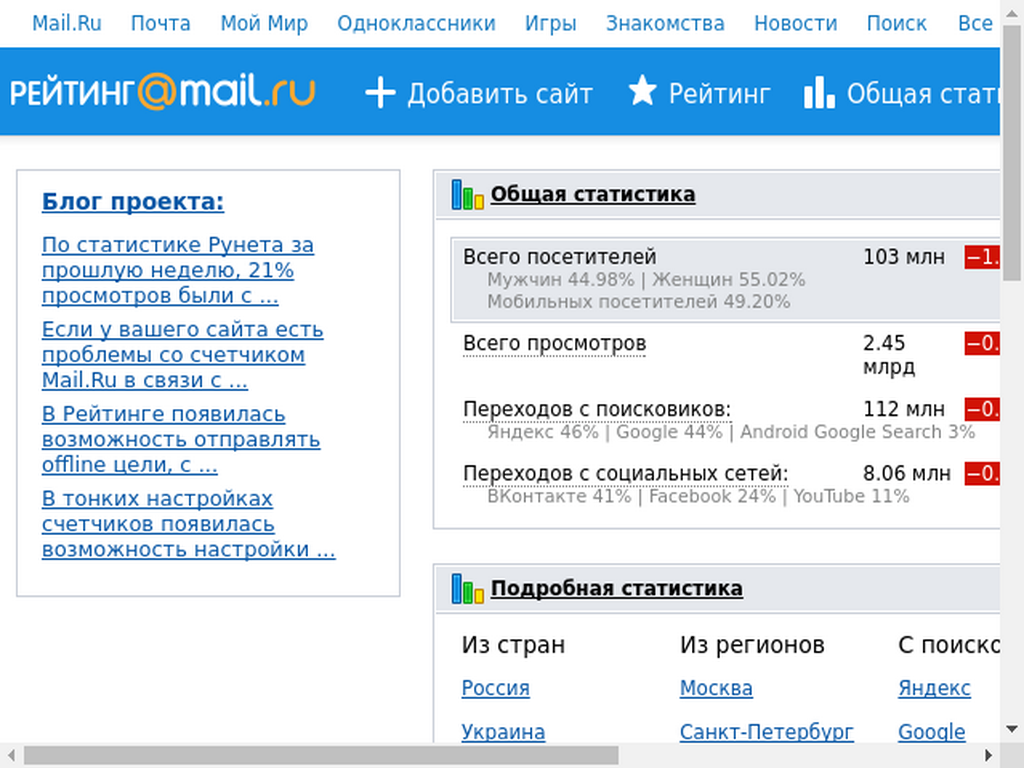 Mail.Ru Почта Мой Мир Одноклассники Игры Знакомства Новости Поиск Все
РЕЙТИНГ@mail.ru Добавить сайт Рейтинг Общая стати
Блог проекта:
По статистике Рунета за
прошлую неделю, 21%
просмотров были с ...
Если у вашего сайта есть
проблемы со счетчиком
Mail.Ru в связи с ...
В Рейтинге появилась
возможность отправлять
offline цели, с ...
В тонких настройках
счетчиков появилась
возможность настройки ...
Общая статистика
Всего посетителей 103 млн −1.
Мужчин 44.98% | Женщин 55.02%
Мобильных посетителей 49.20%
Всего просмотров 2.45 −0.
млрд
Переходов с поисковиков: 112 млн −0.
Яндекс 46% | Google 44% | Android Google Search 3%
Переходов с социальных сетей: 8.06 млн −0.
ВКонтакте 41% | Facebook 24% | YouTube 11%
Подробная статистика
Из стран Из регионов С поиско
Россия Москва Яндекс
Украина Санкт-Петербург Google